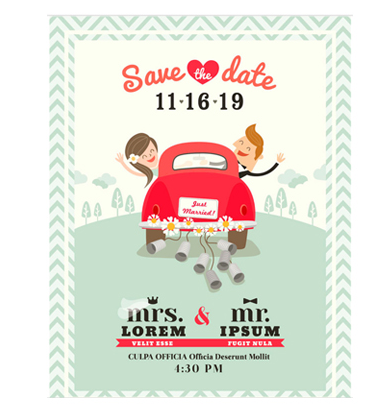 Save the date
11·16·19
Just
Married!
mrs. & mr.
LOREM IPSUM
VELIT ESSE FUGIT NULA
CULPA OFFICIA Officia Deserunt Mollit
4:30 PM